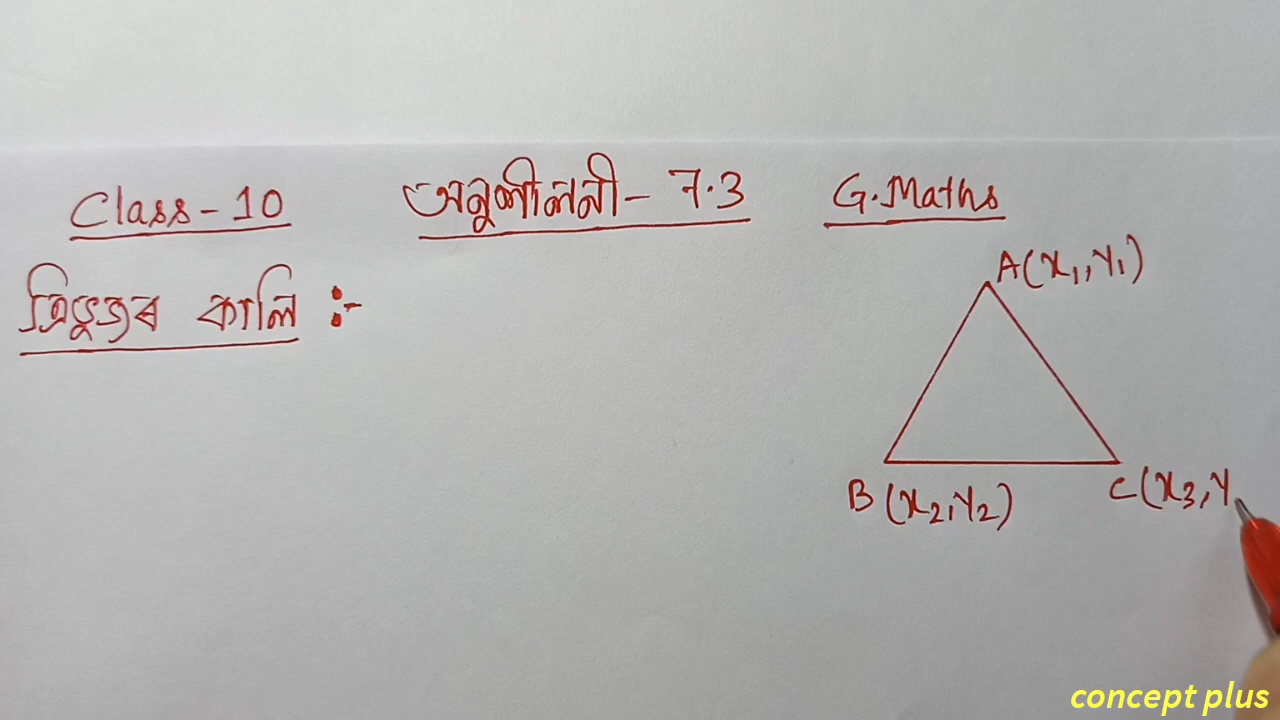 Class-10 অনুশীলনী- 7.3 G.Maths
ত্ৰিভুজৰ কালি :-
A(x₁,y₁)
B(x₂,y₂) C(x₃,y
concept plus